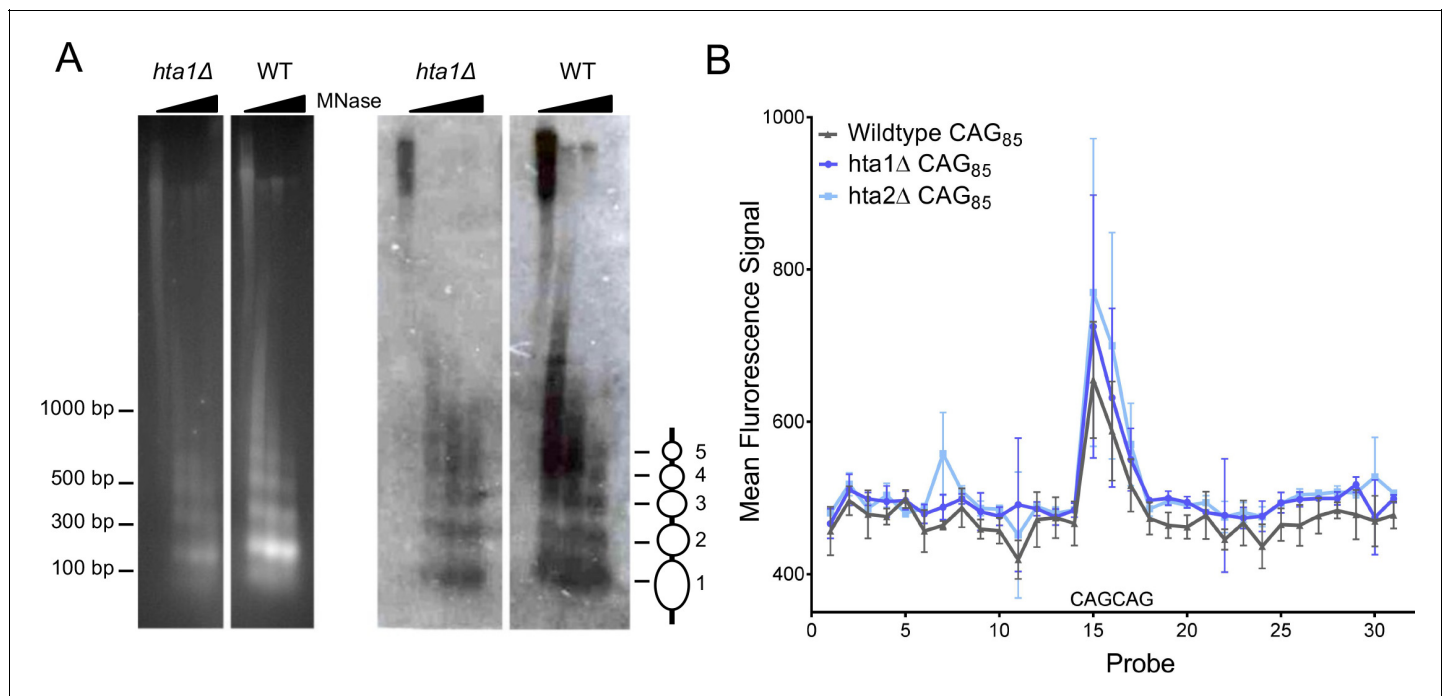 A
hta1Δ WT hta1Δ WT
MNase
1000 bp
500 bp
300 bp
100 bp
5
4
3
2
1
B
Wildtype CAG85
hta1Δ CAG85
hta2Δ CAG85
Mean Flurorescence Signal
1000
800
600
400
CAGCAG
0 5 10 15 20 25 30
Probe